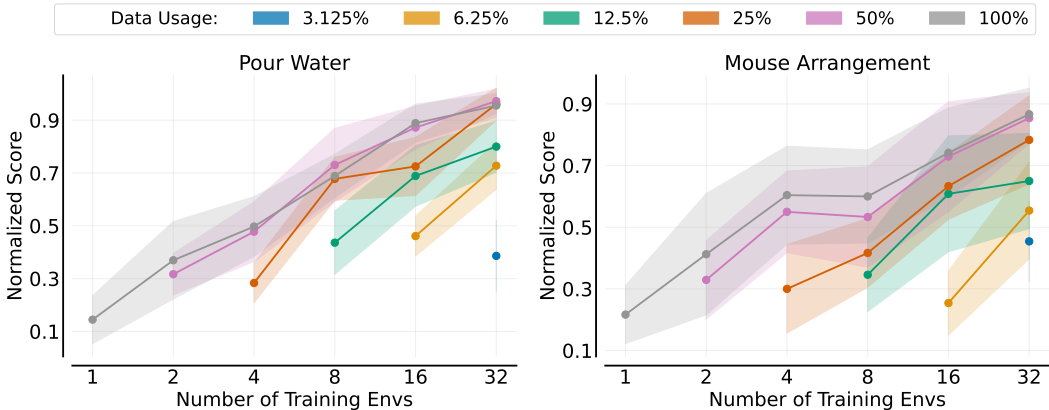 Data Usage: 3.125% 6.25% 12.5% 25% 50% 100%
Pour Water
Normalized Score
0.9
0.7
0.5
0.3
0.1
1 2 4 8 16 32
Number of Training Envs
Mouse Arrangement
Normalized Score
0.9
0.7
0.5
0.3
0.1
1 2 4 8 16 32
Number of Training Envs